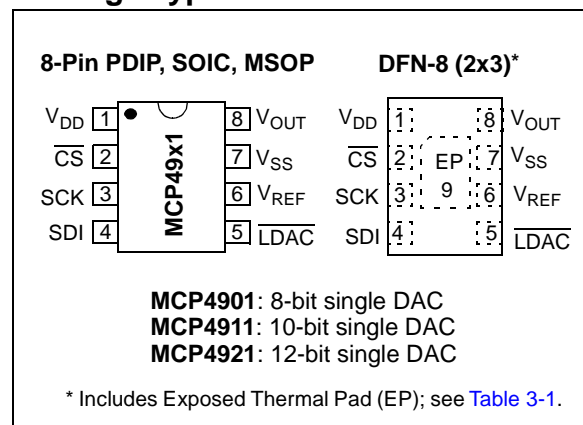 8-Pin PDIP, SOIC, MSOP
DFN-8 (2x3)*
VDD 1 8 VOUT
CS 2 7 VSS
SCK 3 6 VREF
SDI 4 5 LDAC
MCP49x1
VDD 1 8 VOUT
CS 2 EP 7 VSS
SCK 3 9 6 VREF
SDI 4 5 LDAC
MCP4901: 8-bit single DAC
MCP4911: 10-bit single DAC
MCP4921: 12-bit single DAC
* Includes Exposed Thermal Pad (EP); see Table 3-1.